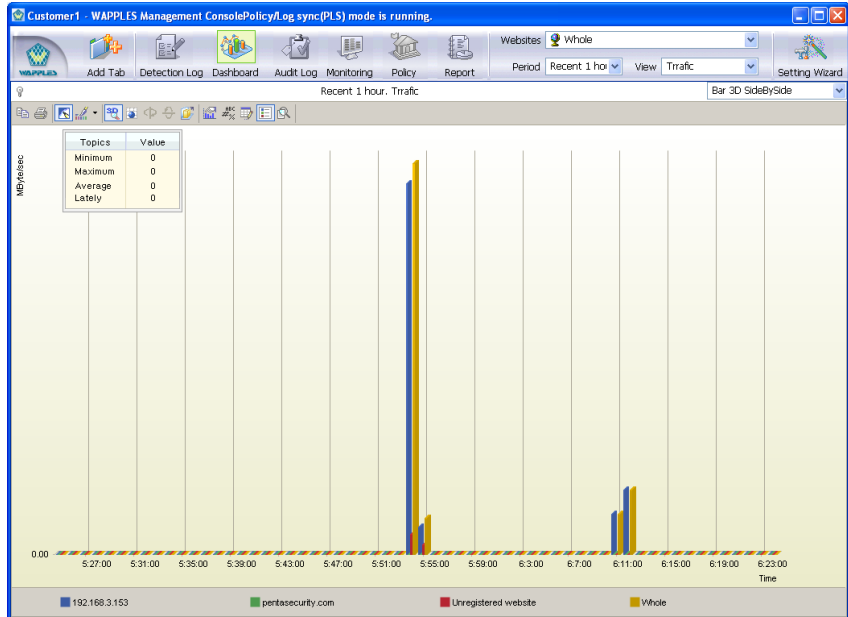 Customer1 - WAPPLES Management ConsolePolicy/Log sync(PLS) mode is running.
WAPPLES
Add Tab
Detection Log
Dashboard
Audit Log
Monitoring
Policy
Report
Websites Whole
Period Recent 1 ho View Trrafic
Setting Wizard
Recent 1 hour. Trrafic
Bar 3D SideBySide
3D
ABC
#%
Topics Value
Minimum 0
Maximum 0
Average 0
Lately 0
MByte/sec
0.00
5:27:00 5:31:00 5:35:00 5:39:00 5:43:00 5:47:00 5:51:00 5:55:00 5:59:00 6:3:00 6:7:00 6:11:00 6:15:00 6:19:00 6:23:00
Time
192.168.3.153 pentasecurity.com Unregistered website Whole